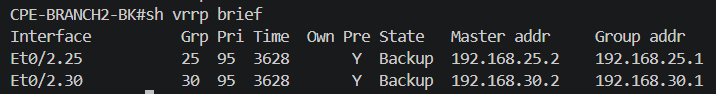 CPE-BRANCH2-BK#sh vrrp brief
Interface          Grp Pri Time  Own Pre State   Master addr     Group addr
Et0/2.25           25  95  3628       Y  Backup  192.168.25.2    192.168.25.1
Et0/2.30           30  95  3628       Y  Backup  192.168.30.2    192.168.30.1